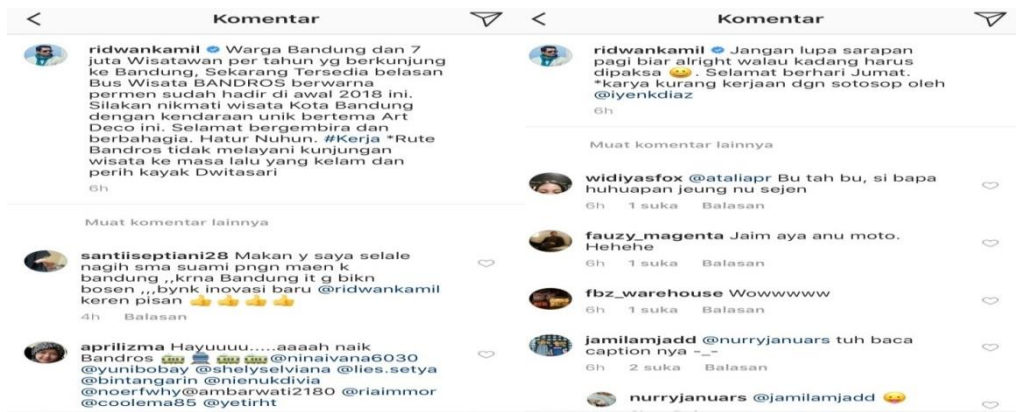 Komentar
ridwankamil Warga Bandung dan 7
juta Wisatawan per tahun yg berkunjung
ke Bandung, Sekarang Tersedia belasan
Bus Wisata BANDROS berwarna
permen sudah hadir di awal 2018 ini.
Silakan nikmati wisata Kota Bandung
dengan kendaraan unik bertema Art
Deco ini. Selamat bergembira dan
berbahagia. Hatur Nuhun. #Kerja *Rute
Bandros tidak melayani kunjungan
wisata ke masa lalu yang kelam dan
perih kayak Dwitasari
6h
Muat komentar lainnya
santiiseptiani28 Makan y saya selale
nagih sma suami pngn maen k
bandung ,,krna Bandung it g bikn
bosen ,,,bynk inovasi baru @ridwankamil
keren pisan 👍👍👍👍
4h Balasan
aprilizma Hayuuuu.....aaaah naik
Bandros 🚃🚊🚃🚃@ninaivana6030
@yunibobay @shelyselviana @lies.setya
@bintangarin @nienukdivia
@noerfwhy@ambarwati2180 @riaimmor
@coolema85 @yetirht
Komentar
ridwankamil Jangan lupa sarapan
pagi biar alright walau kadang harus
dipaksa 😄. Selamat berhari Jumat.
*karya kurang kerjaan dgn sotosop oleh
@iyenkdiaz
6h
Muat komentar lainnya
widiyasfox @ataliapr Bu tah bu, si bapa
huhuapan jeung nu sejen
6h 1 suka Balasan
fauzy_magenta Jaim aya anu moto.
Hehehe
6h 1 suka Balasan
fbz_warehouse Wowwwww
6h 1 suka Balasan
jamilamjadd @nurryjanuars tuh baca
caption nya -_-
6h 2 suka Balasan
nurryjanuars @jamilamjadd 😜